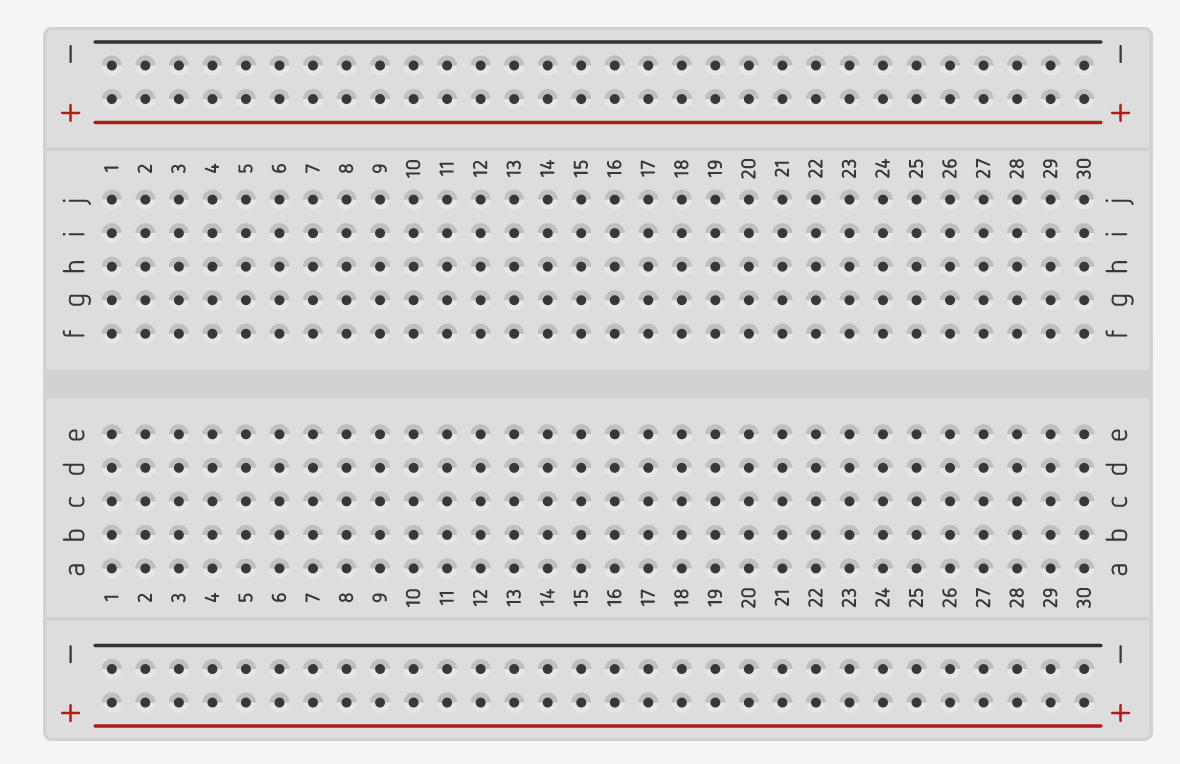 − −
+ +
1 2 3 4 5 6 7 8 9 10 11 12 13 14 15 16 17 18 19 20 21 22 23 24 25 26 27 28 29 30
j j
i i
h h
g g
f f
e e
d d
c c
b b
a a
1 2 3 4 5 6 7 8 9 10 11 12 13 14 15 16 17 18 19 20 21 22 23 24 25 26 27 28 29 30
− −
+ +